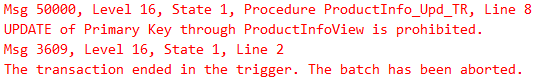 Msg 50000, Level 16, State 1, Procedure ProductInfo_Upd_TR, Line 8
UPDATE of Primary Key through ProductInfoView is prohibited.
Msg 3609, Level 16, State 1, Line 2
The transaction ended in the trigger. The batch has been aborted.